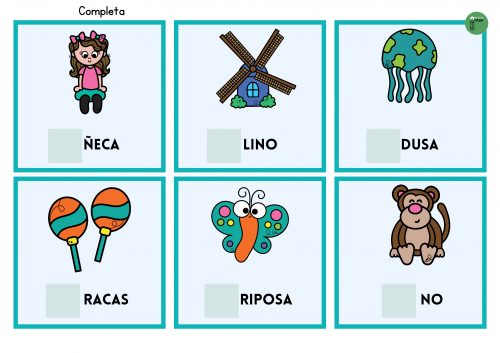 Completa
ÑECA
LINO
DUSA
RACAS
RIPOSA
NO